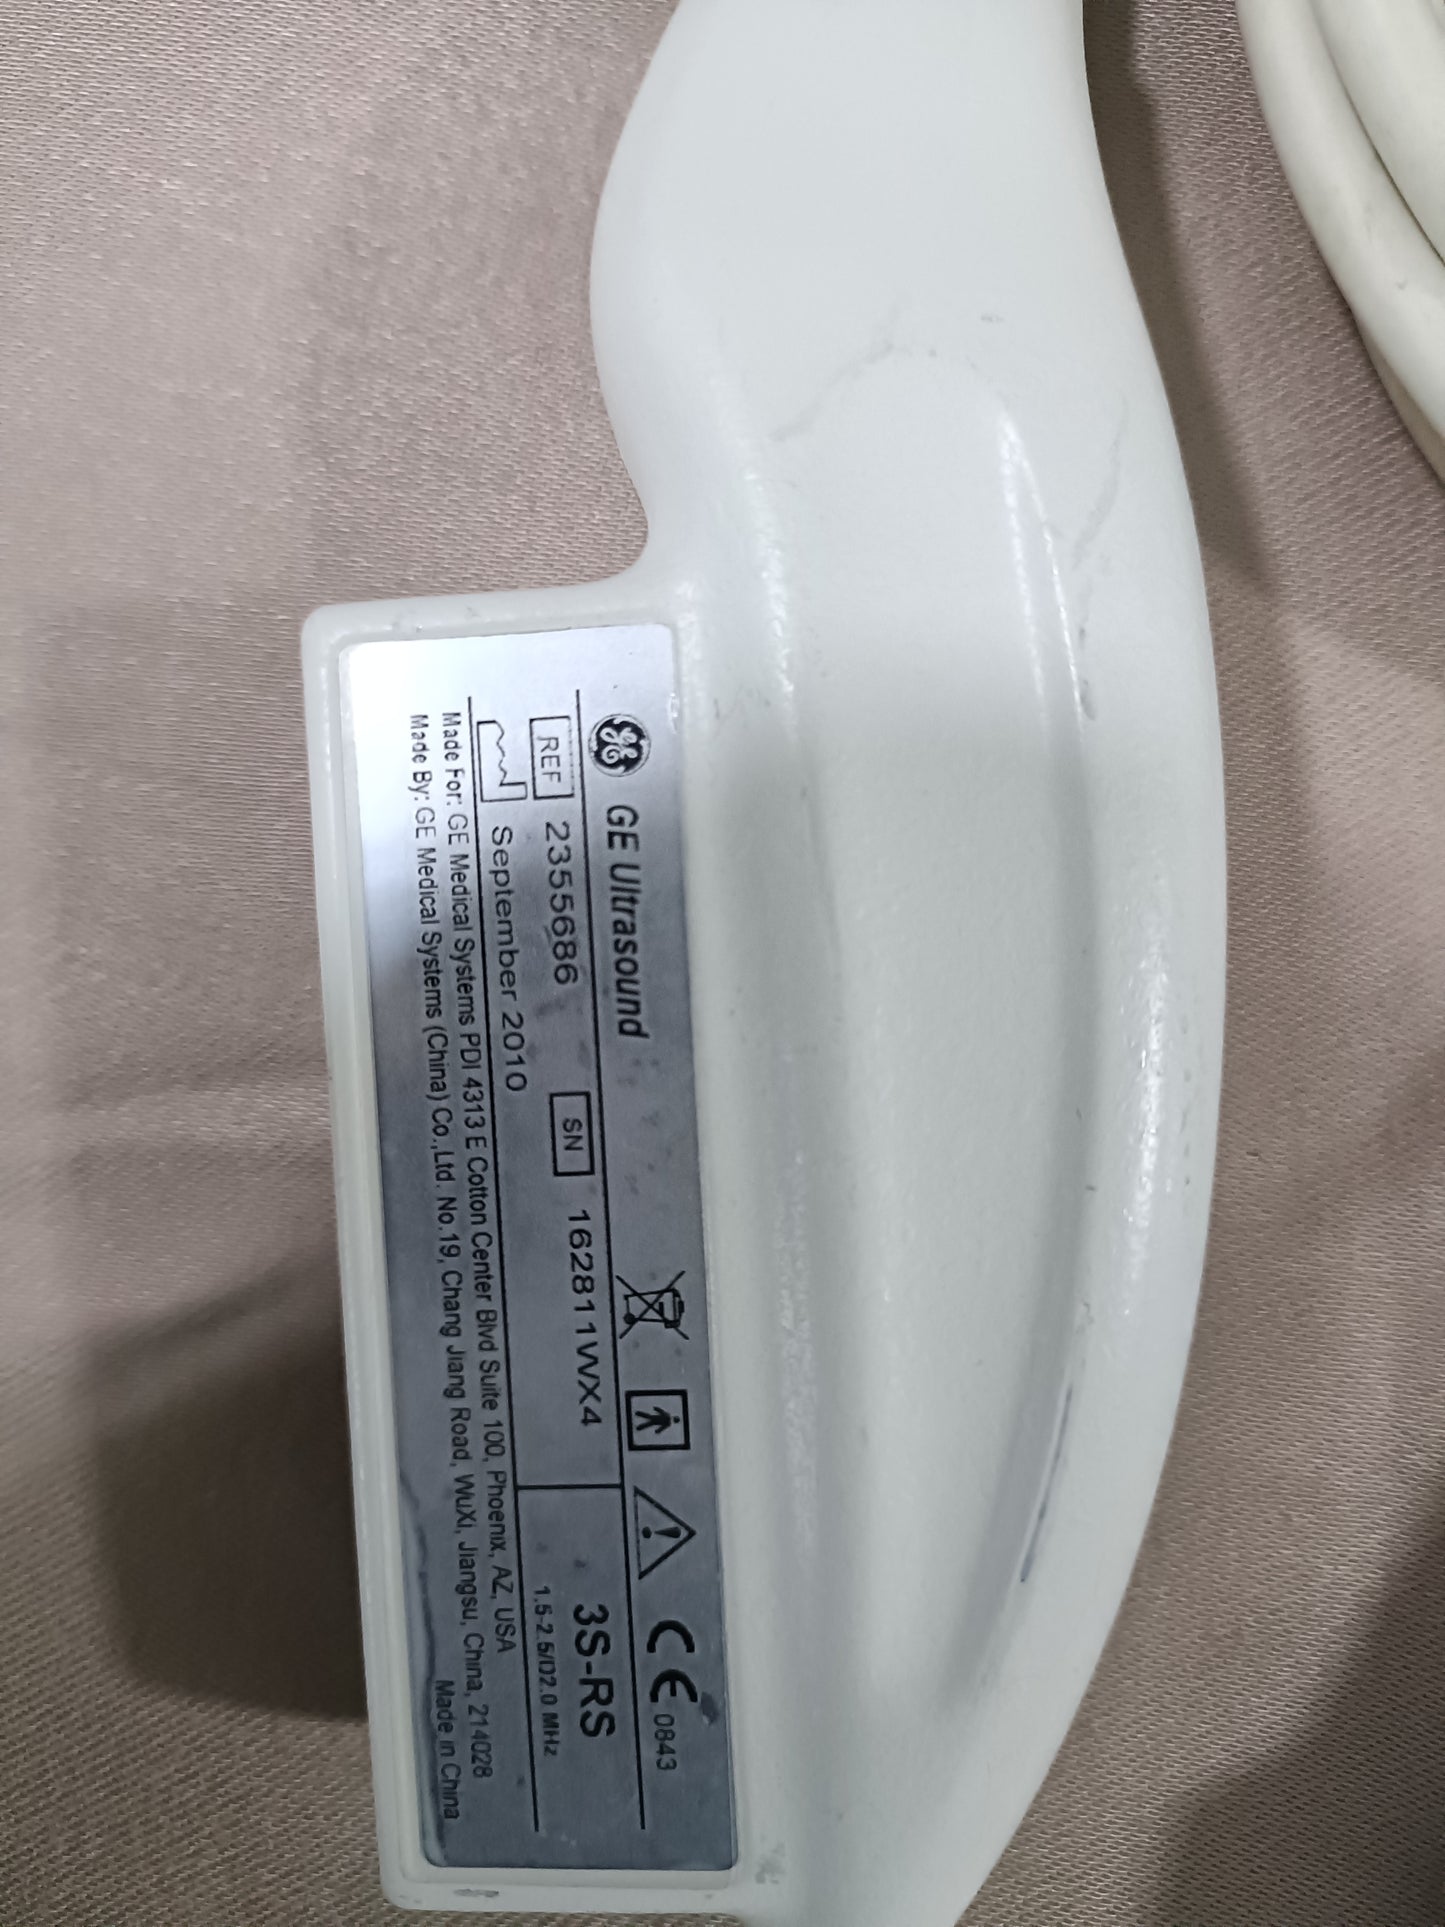 GE Ultrasound
CE 0843
REF 2355686 SN 162811WX4 3S-RS
September 2010 1.5-2.5/D2.0 MHz
Made For: GE Medical Systems PDI 4313 E Cotton Center Blvd Suite 100, Phoenix, AZ, USA
Made By: GE Medical Systems (China) Co.,Ltd. No.19, Chang Jiang Road, WuXi, Jiangsu, China, 214028
Made in China